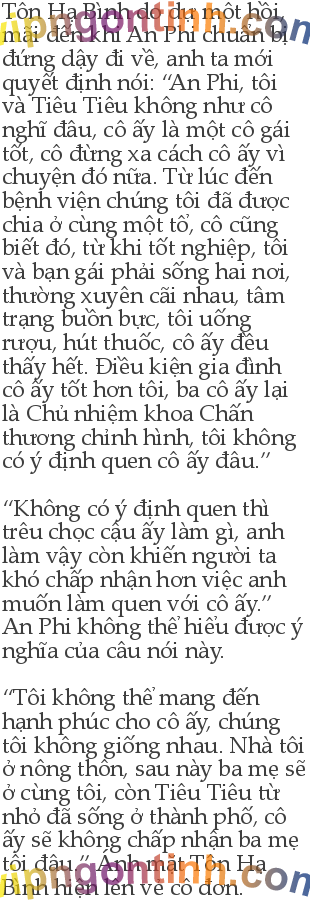 Tôn Hạ Bình do dự một hồi,
mãi đến khi An Phi chuẩn bị
đứng dậy đi về, anh ta mới
quyết định nói: “An Phi, tôi
và Tiêu Tiêu không như cô
nghĩ đâu, cô ấy là một cô gái
tốt, cô đừng xa cách cô ấy vì
chuyện đó nữa. Từ lúc đến
bệnh viện chúng tôi đã được
chia ở cùng một tổ, cô cũng
biết đó, từ khi tốt nghiệp, tôi
và bạn gái phải sống hai nơi,
thường xuyên cãi nhau, tâm
trạng buồn bực, tôi uống
rượu, hút thuốc, cô ấy đều
thấy hết. Điều kiện gia đình
cô ấy tốt hơn tôi, ba cô ấy lại
là Chủ nhiệm khoa Chấn
thương chỉnh hình, tôi không
có ý định quen cô ấy đâu.”
“Không có ý định quen thì
trêu chọc cậu ấy làm gì, anh
làm vậy còn khiến người ta
khó chấp nhận hơn việc anh
muốn làm quen với cô ấy.”
An Phi không thể hiểu được ý
nghĩa của câu nói này.
“Tôi không thể mang đến
hạnh phúc cho cô ấy, chúng
tôi không giống nhau. Nhà tôi
ở nông thôn, sau này ba mẹ sẽ
ở cùng tôi, còn Tiêu Tiêu từ
nhỏ đã sống ở thành phố, cô
ấy sẽ không chấp nhận ba mẹ
tôi đâu.” Ánh mắt Tôn Hạ
Bình hiện lên vẻ cô đơn.
vipngontinh.com
vipngontinh.com